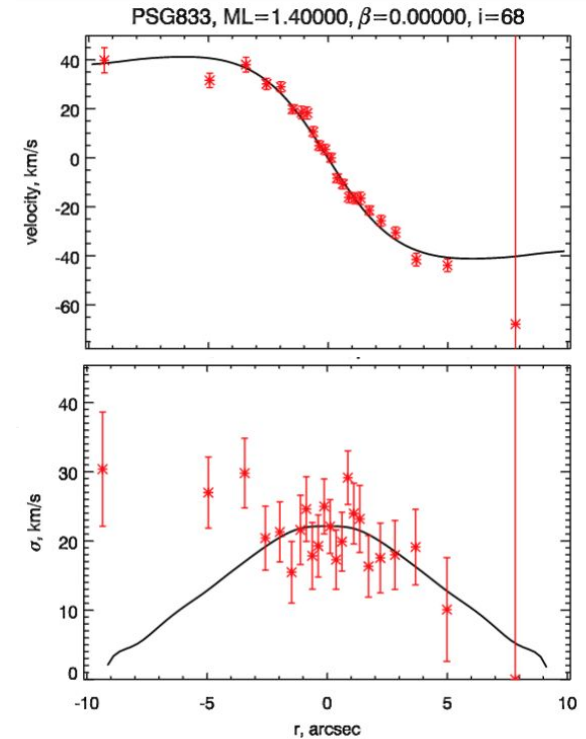 PSG833, ML=1.40000, β=0.00000, i=68
velocity, km/s
40
20
0
-20
-40
-60
σ, km/s
40
30
20
10
0
-10 -5 0 5 10
r, arcsec